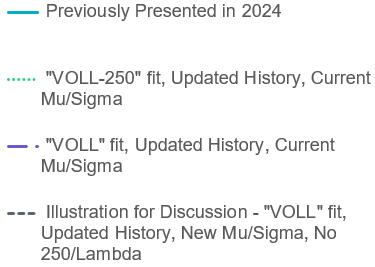 Previously Presented in 2024
"VOLL-250" fit, Updated History, Current
Mu/Sigma
"VOLL" fit, Updated History, Current
Mu/Sigma
Illustration for Discussion - "VOLL" fit,
Updated History, New Mu/Sigma, No
250/Lambda